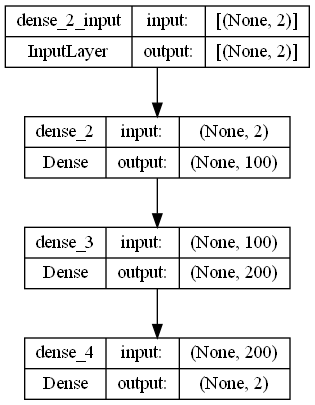 dense_2_input input: [(None, 2)]
InputLayer output: [(None, 2)]
dense_2 input: (None, 2)
Dense output: (None, 100)
dense_3 input: (None, 100)
Dense output: (None, 200)
dense_4 input: (None, 200)
Dense output: (None, 2)